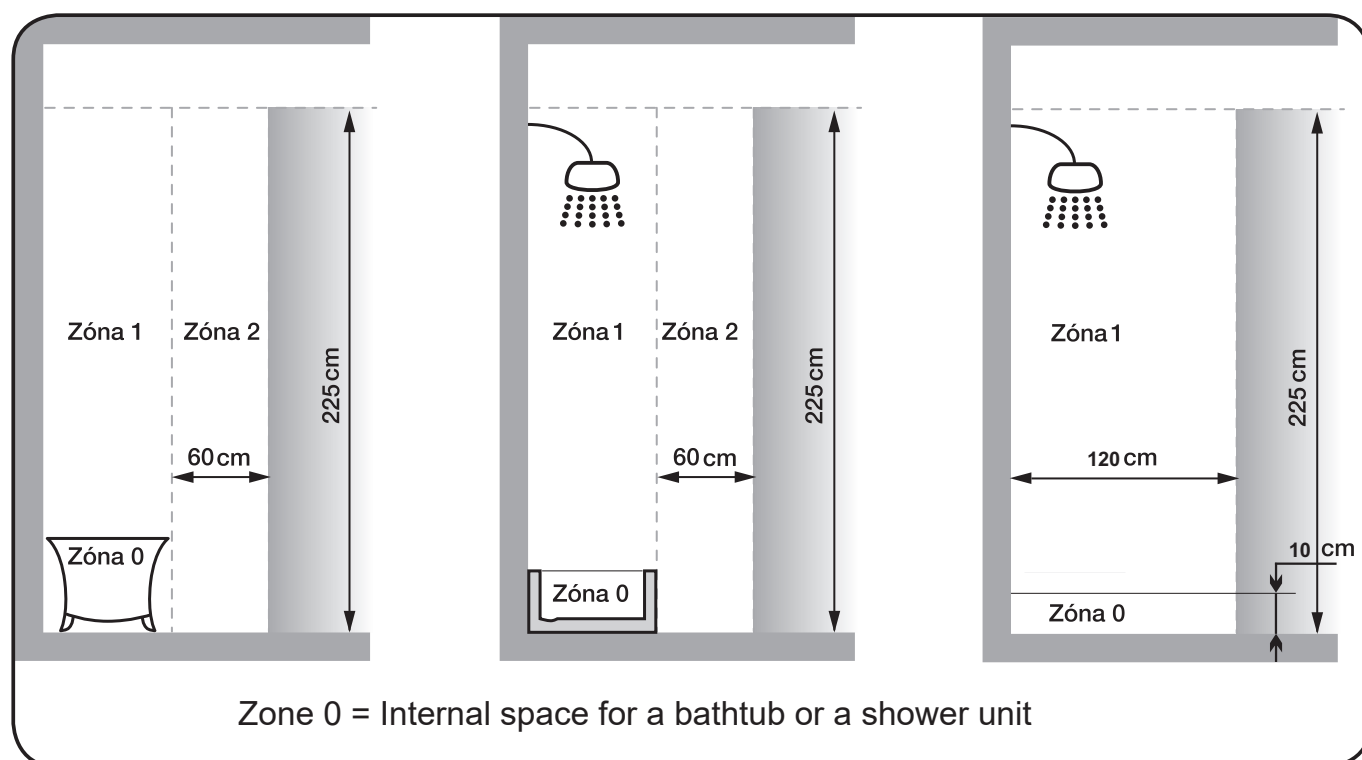 Zóna 1
Zóna 2
225 cm
60 cm
Zóna 0
Zóna 1
Zóna 2
225 cm
60 cm
Zóna 0
Zóna 1
225 cm
120 cm
10 cm
Zóna 0
Zone 0 = Internal space for a bathtub or a shower unit